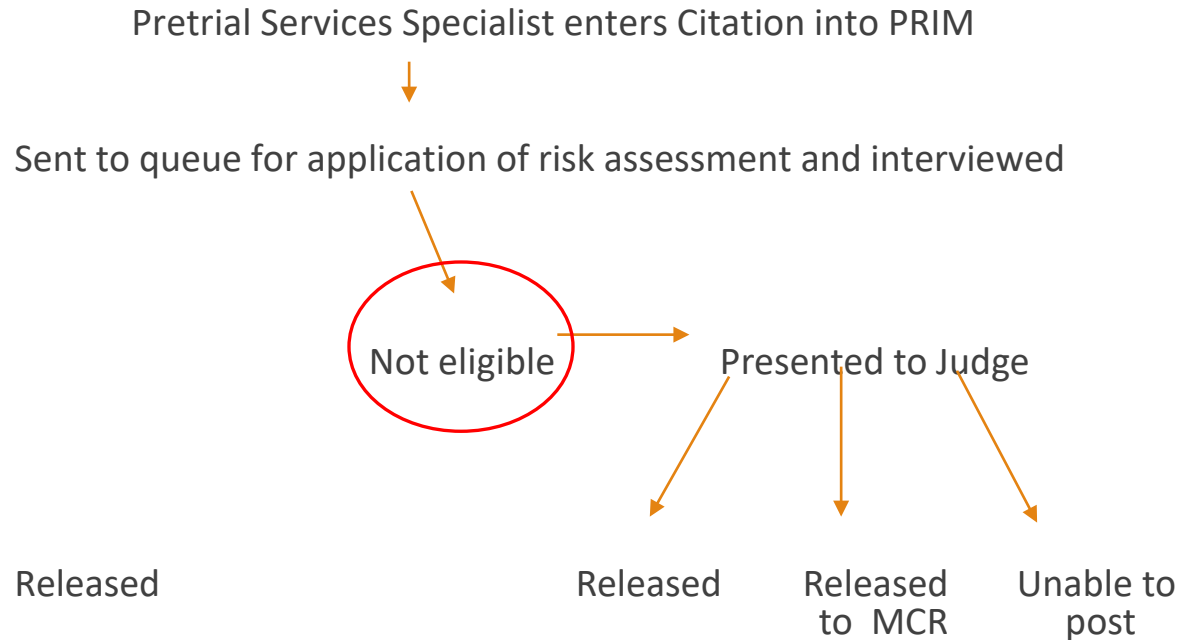 Pretrial Services Specialist enters Citation into PRIM
Sent to queue for application of risk assessment and interviewed
Not eligible
Presented to Judge
Released
Released
Released
to MCR
Unable to
post